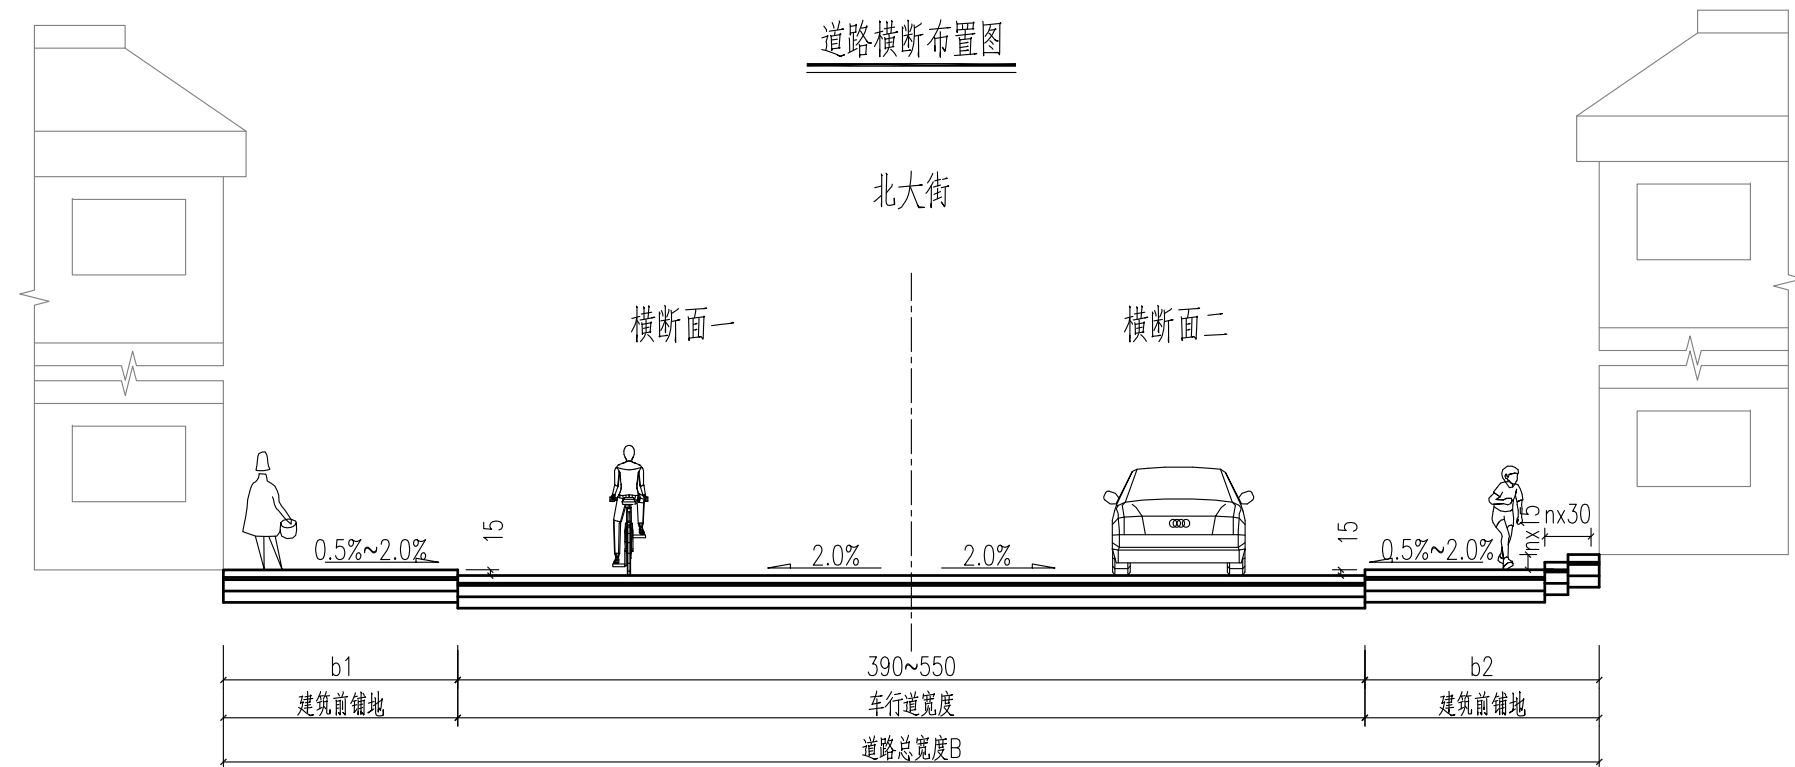 道路横断布置图
北大街
横断面一
横断面二
0.5%~2.0%
15
2.0%
2.0%
15
0.5%~2.0%
nx15
nx30
b1
390~550
b2
建筑前铺地
车行道宽度
建筑前铺地
道路总宽度B